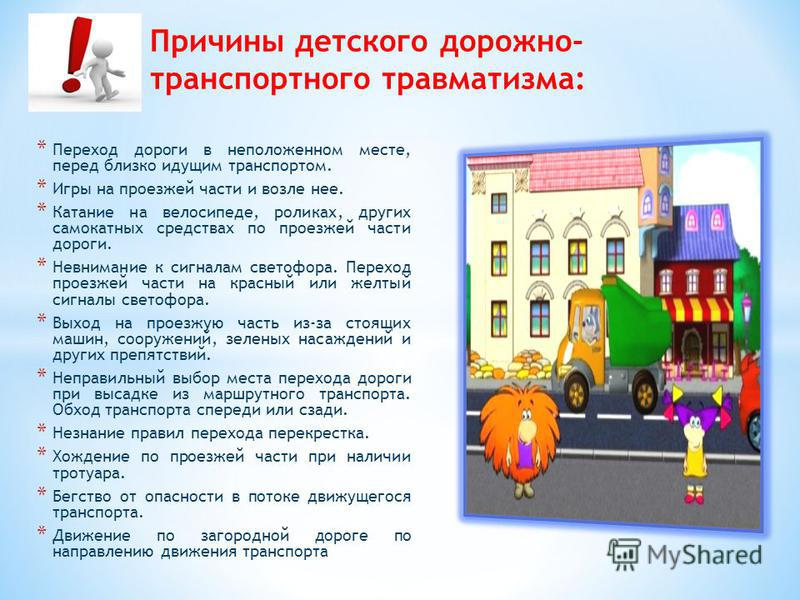 Причины детского дорожно-
транспортного травматизма:
* Переход дороги в неположенном месте,
перед близко идущим транспортом.
* Игры на проезжей части и возле нее.
* Катание на велосипеде, роликах, других
самокатных средствах по проезжей части
дороги.
* Невнимание к сигналам светофора. Переход
проезжей части на красный или желтый
сигналы светофора.
* Выход на проезжую часть из-за стоящих
машин, сооружений, зеленых насаждений и
других препятствий.
* Неправильный выбор места перехода дороги
при высадке из маршрутного транспорта.
Обход транспорта спереди или сзади.
* Незнание правил перехода перекрестка.
* Хождение по проезжей части при наличии
тротуара.
* Бегство от опасности в потоке движущегося
транспорта.
* Движение по загородной дороге по
направлению движения транспорта
MyShared